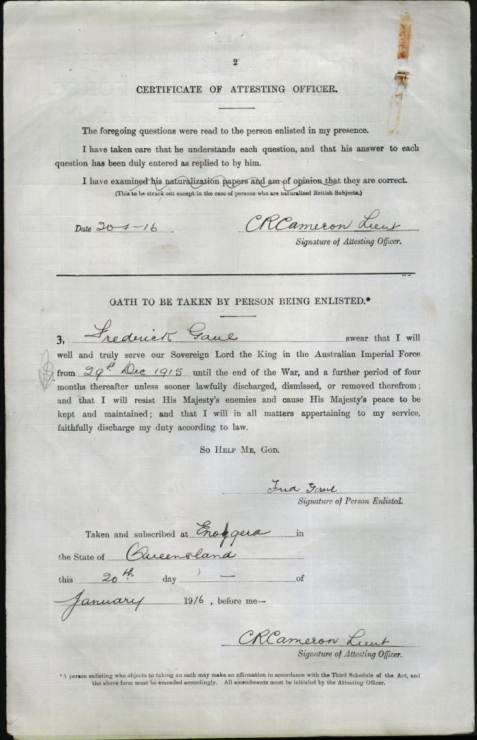 2
CERTIFICATE OF ATTESTING OFFICER.
The foregoing questions were read to the person enlisted in my presence.
I have taken care that he understands each question, and that his answer to each
question has been duly entered as replied to by him.
I have examined his naturalization papers and am of opinion that they are correct.
(This to be struck out except in the case of persons who are naturalized British Subjects.)
Date 20-1-16 CRCameron Lieut
Signature of Attesting Officer.
OATH TO BE TAKEN BY PERSON BEING ENLISTED.*
I, Frederick Gaul swear that I will
well and truly serve our Sovereign Lord the King in the Australian Imperial Force
from 29th Dec 1915 until the end of the War, and a further period of four
months thereafter unless sooner lawfully discharged, dismissed, or removed therefrom;
and that I will resist His Majesty's enemies and cause His Majesty's peace to be
kept and maintained; and that I will in all matters appertaining to my service,
faithfully discharge my duty according to law.
SO HELP ME, GOD.
Fred Gaul
Signature of Person Enlisted.
Taken and subscribed at Enoggera in
the State of Queensland
this 20th day — of
January 1916, before me—
CRCameron Lieut
Signature of Attesting Officer.
*A person enlisting who objects to taking an oath may make an affirmation in accordance with the Third Schedule of the Act, and
the above form must be amended accordingly. All amendments must be initialed by the Attesting Officer.